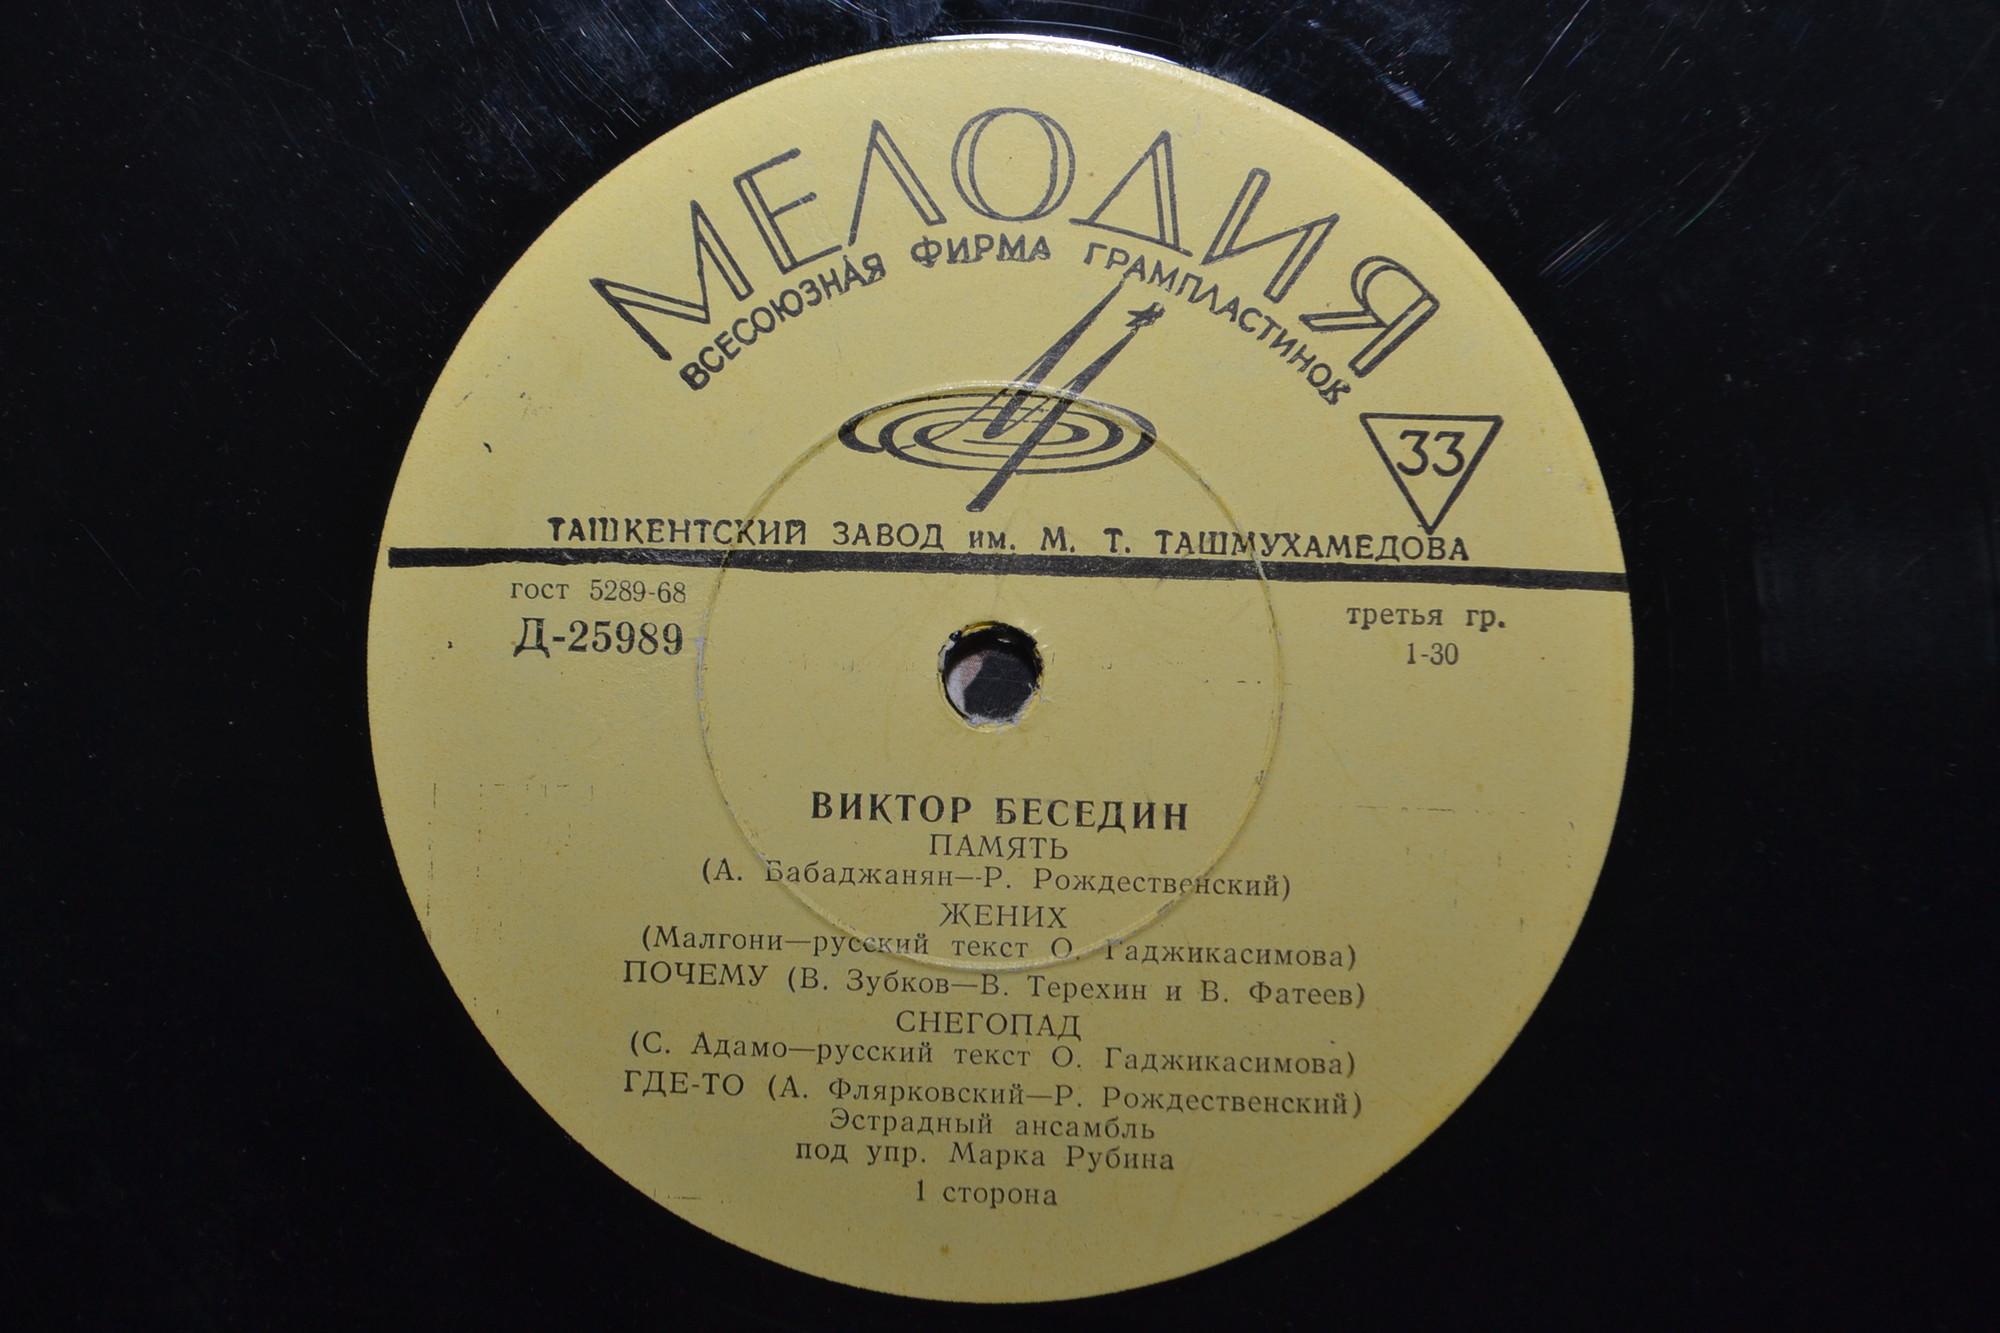 МЕЛОДИЯ
ВСЕСОЮЗНАЯ ФИРМА ГРАМПЛАСТИНОК
33
ТАШКЕНТСКИЙ ЗАВОД им. М. Т. ТАШМУХАМЕДОВА
гост 5289-68
Д-25989
третья гр.
1-30
ВИКТОР БЕСЕДИН
ПАМЯТЬ
(А. Бабаджанян—Р. Рождественский)
ЖЕНИХ
(Малгони—русский текст О. Гаджикасимова)
ПОЧЕМУ (В. Зубков—В. Терехин и В. Фатеев)
СНЕГОПАД
(С. Адамо—русский текст О. Гаджикасимова)
ГДЕ-ТО (А. Флярковский—Р. Рождественский)
Эстрадный ансамбль
под упр. Марка Рубина
1 сторона